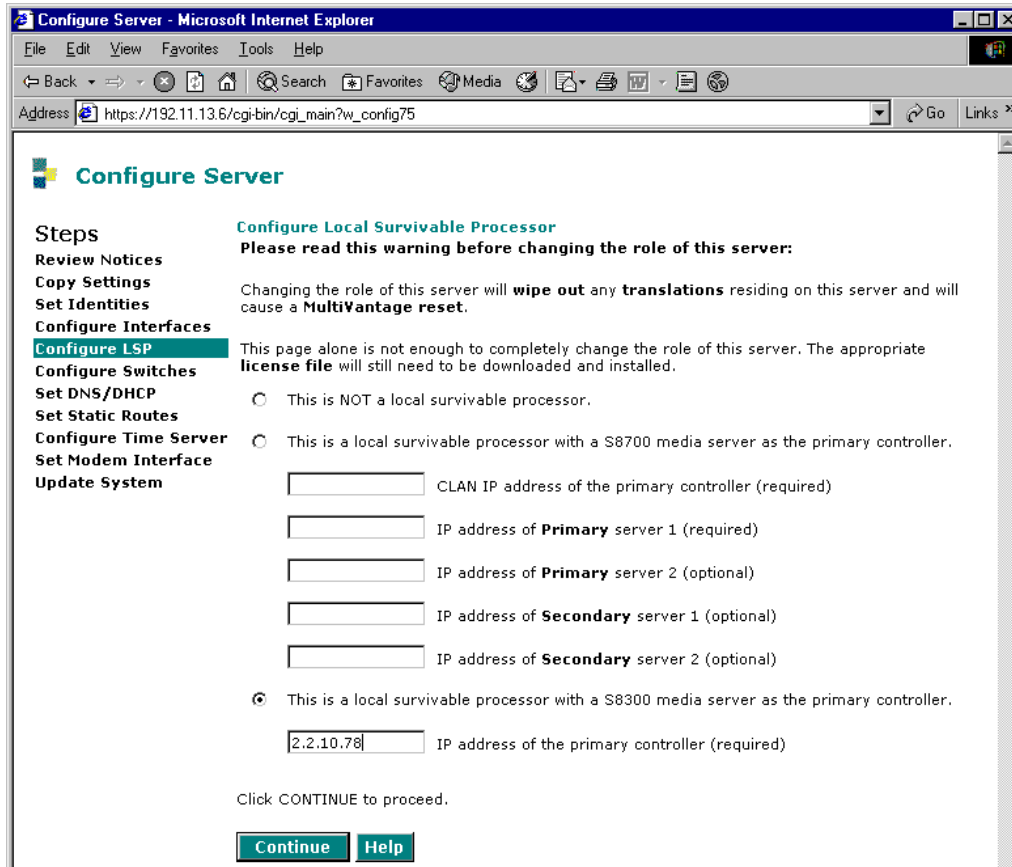 Configure Server - Microsoft Internet Explorer
File Edit View Favorites Tools Help
Back Search Favorites Media
Address https://192.11.13.6/cgi-bin/cgi_main?w_config75 Go Links »
Configure Server
Steps
Review Notices
Copy Settings
Set Identities
Configure Interfaces
Configure LSP
Configure Switches
Set DNS/DHCP
Set Static Routes
Configure Time Server
Set Modem Interface
Update System
Configure Local Survivable Processor
Please read this warning before changing the role of this server:
Changing the role of this server will wipe out any translations residing on this server and will
cause a MultiVantage reset.
This page alone is not enough to completely change the role of this server. The appropriate
license file will still need to be downloaded and installed.
This is NOT a local survivable processor.
This is a local survivable processor with a S8700 media server as the primary controller.
CLAN IP address of the primary controller (required)
IP address of Primary server 1 (required)
IP address of Primary server 2 (optional)
IP address of Secondary server 1 (optional)
IP address of Secondary server 2 (optional)
This is a local survivable processor with a S8300 media server as the primary controller.
2.2.10.78 IP address of the primary controller (required)
Click CONTINUE to proceed.
Continue Help